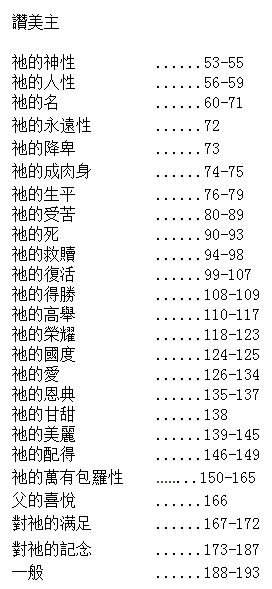 讚美主
祂的神性......53-55
祂的人性......56-59
祂的名......60-71
祂的永遠性......72
祂的降卑......73
祂的成肉身......74-75
祂的生平......76-79
祂的受苦......80-89
祂的死......90-93
祂的救贖......94-98
祂的復活......99-107
祂的得勝......108-109
祂的高舉......110-117
祂的榮耀......118-123
祂的國度......124-125
祂的愛......126-134
祂的恩典......135-137
祂的甘甜......138
祂的美麗......139-145
祂的配得......146-149
祂的萬有包羅性........150-165
父的喜悅......166
對祂的满足......167-172
對祂的記念......173-187
一般......188-193